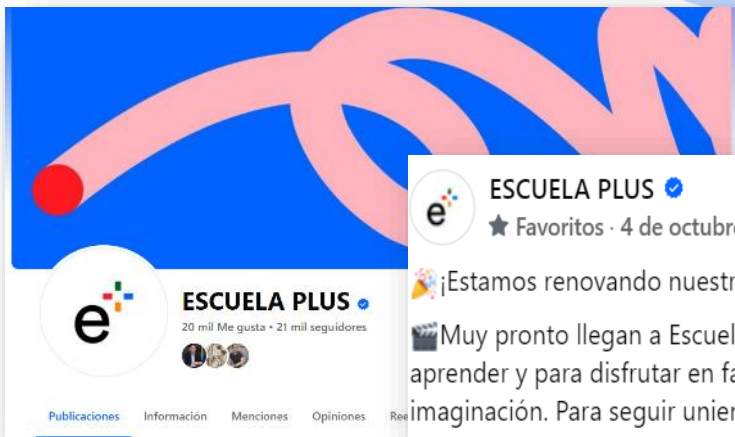 e
ESCUELA PLUS
20 mil Me gusta • 21 mil seguidores
Publicaciones Información Menciones Opiniones Ree
e
ESCUELA PLUS
Favoritos · 4 de octubre
¡Estamos renovando nuestr
Muy pronto llegan a Escuel
aprender y para disfrutar en fa
imaginación. Para seguir unier